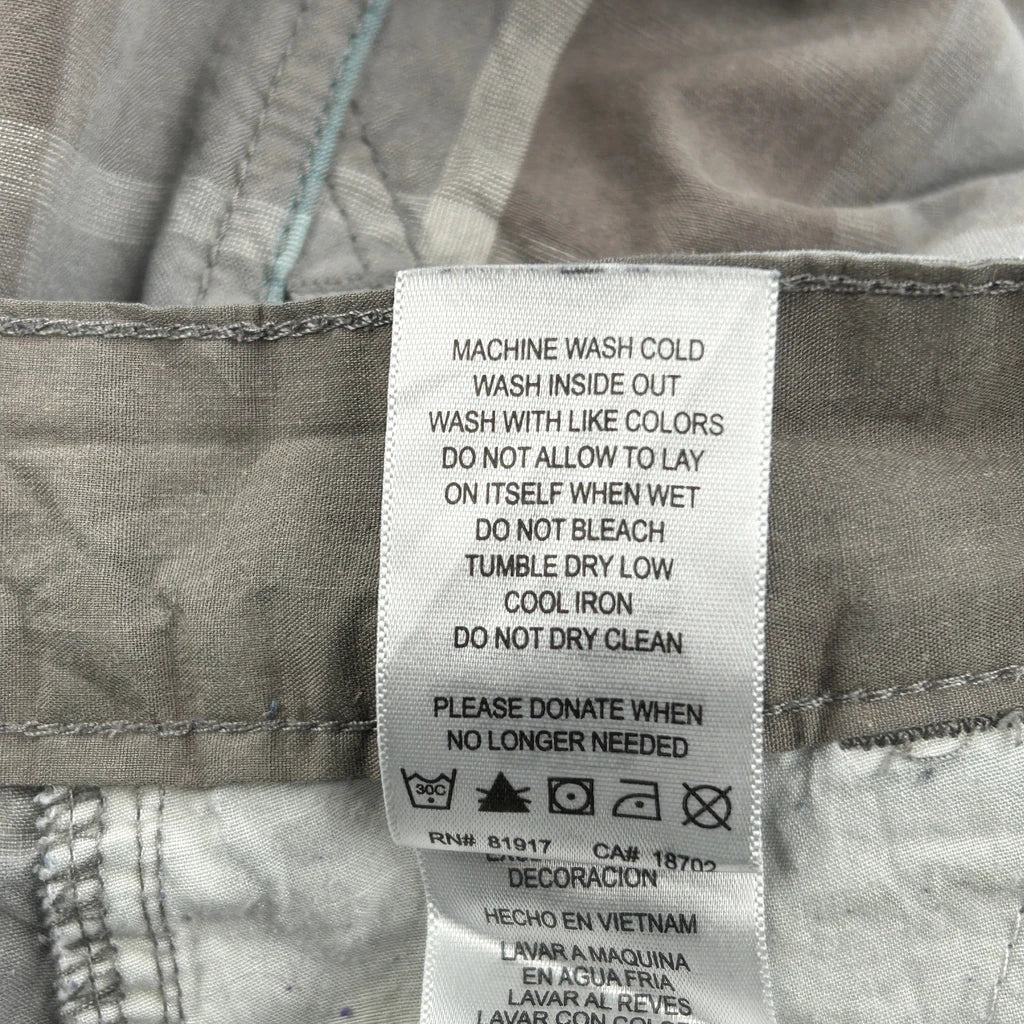 MACHINE WASH COLD
WASH INSIDE OUT
WASH WITH LIKE COLORS
DO NOT ALLOW TO LAY
ON ITSELF WHEN WET
DO NOT BLEACH
TUMBLE DRY LOW
COOL IRON
DO NOT DRY CLEAN
PLEASE DONATE WHEN
NO LONGER NEEDED
30C
RN# 81917 CA# 18702
DECORACION
HECHO EN VIETNAM
LAVAR A MAQUINA
EN AGUA FRIA
LAVAR AL REVES
LAVAR CON